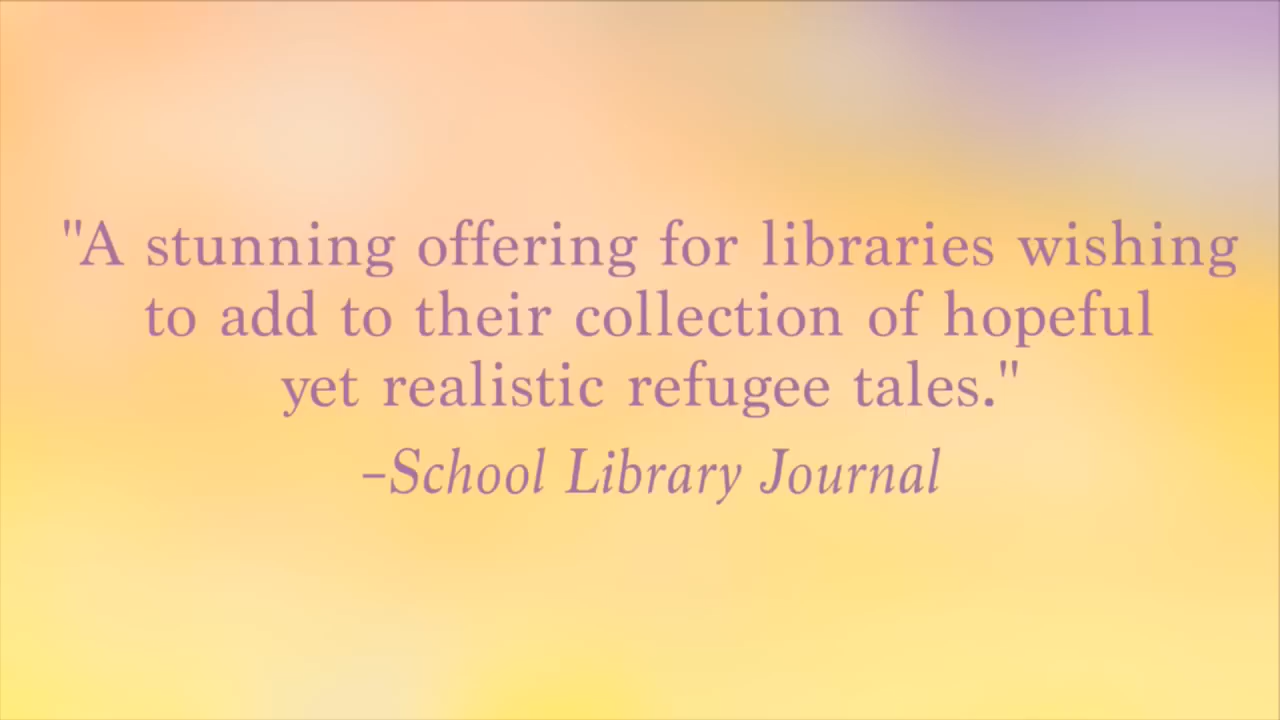 "A stunning offering for libraries wishing
to add to their collection of hopeful
yet realistic refugee tales."
–School Library Journal